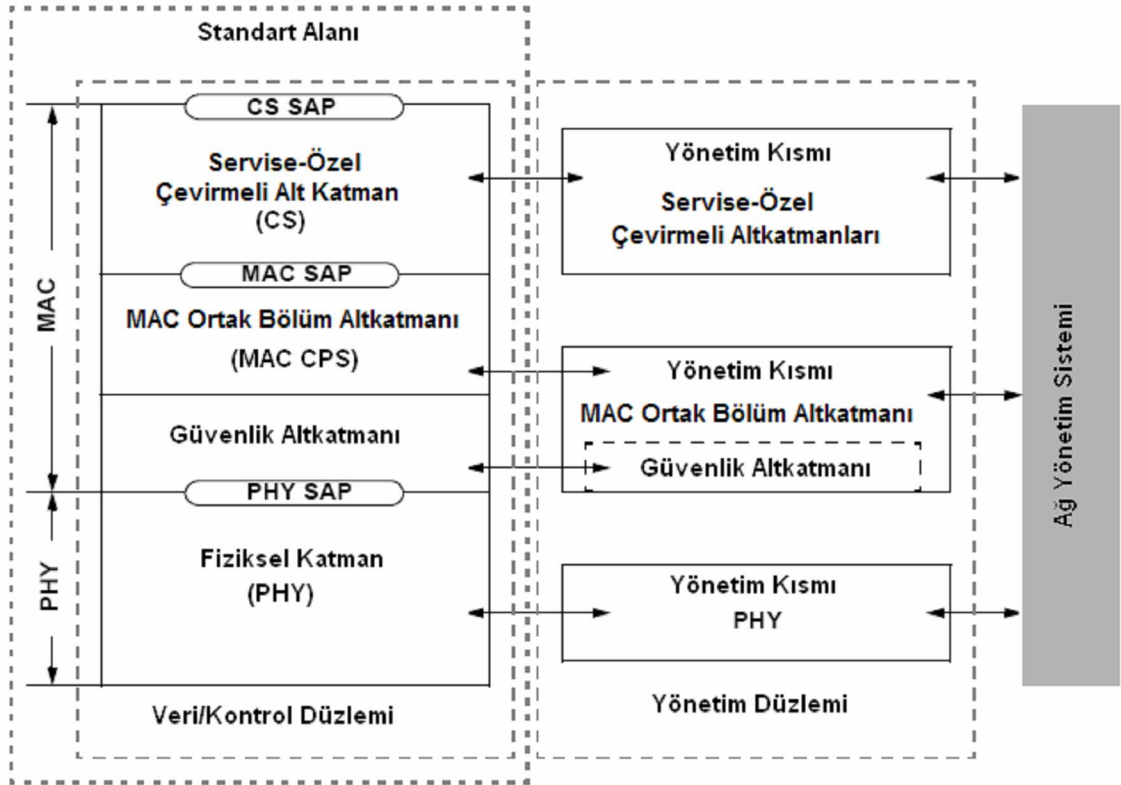 Standart Alanı
CS SAP
Servise-Özel
Çevirmeli Alt Katman
(CS)
MAC SAP
MAC Ortak Bölüm Altkatmanı
(MAC CPS)
Güvenlik Altkatmanı
PHY SAP
Fiziksel Katman
(PHY)
MAC
PHY
Veri/Kontrol Düzlemi
Yönetim Kısmı
Servise-Özel
Çevirmeli Altkatmanları
Yönetim Kısmı
MAC Ortak Bölüm Altkatmanı
Güvenlik Altkatmanı
Yönetim Kısmı
PHY
Yönetim Düzlemi
Ağ Yönetim Sistemi